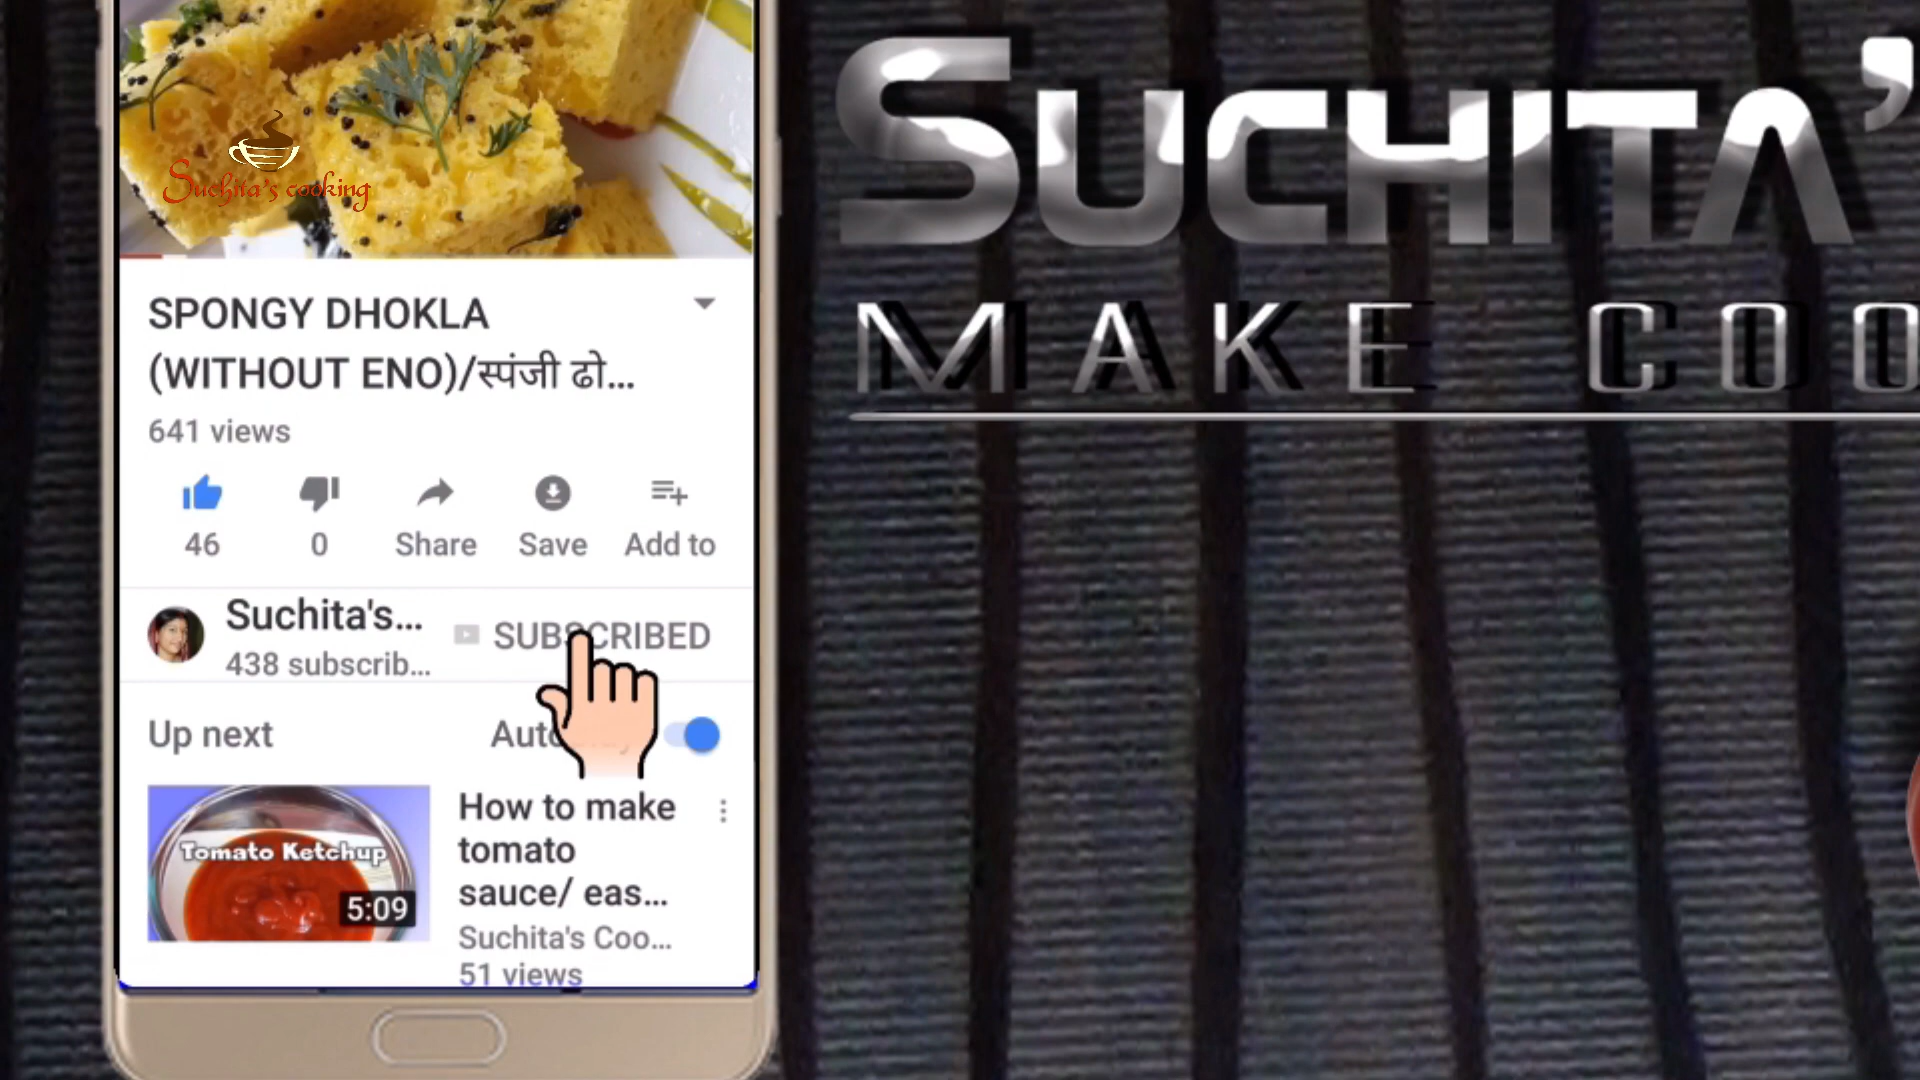 Suchita's cooking
SPONGY DHOKLA
(WITHOUT ENO)/स्पंजी ढो...
641 views
46
0
Share
Save
Add to
Suchita's...
SUBSCRIBED
438 subscrib...
Up next
Tomato Ketchup
5:09
How to make
tomato
sauce/ eas...
Suchita's Coo...
51 views
SUCHITA'
MAKE COO